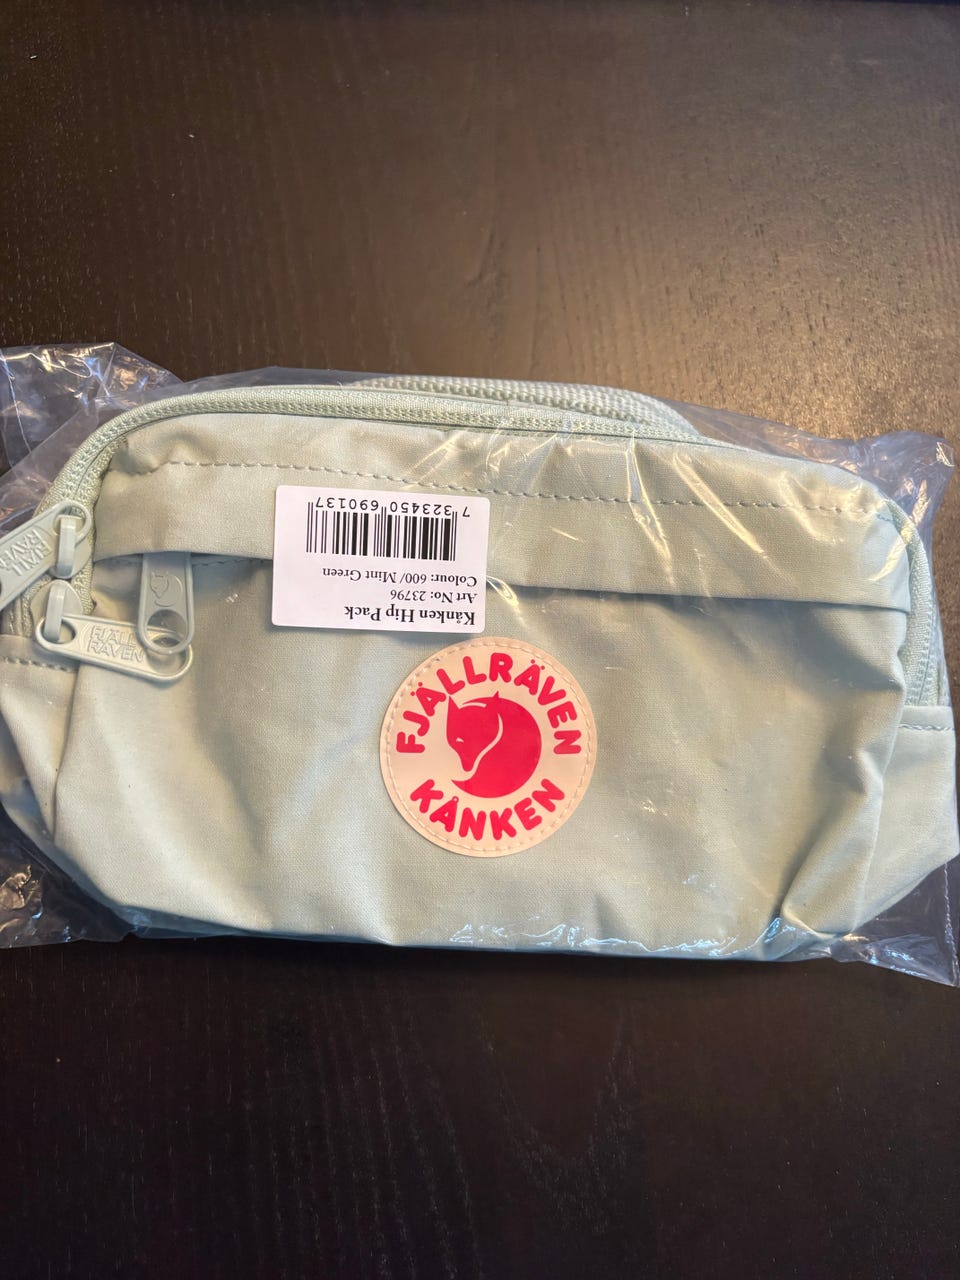 Kånken Hip Pack
Art No: 23796
Colour: 600/ Mint Green
7 323450 690137
FJÄLLRÄVEN
KÅNKEN
FJÄLL
RÄVEN
FJÄLL
RÄVEN